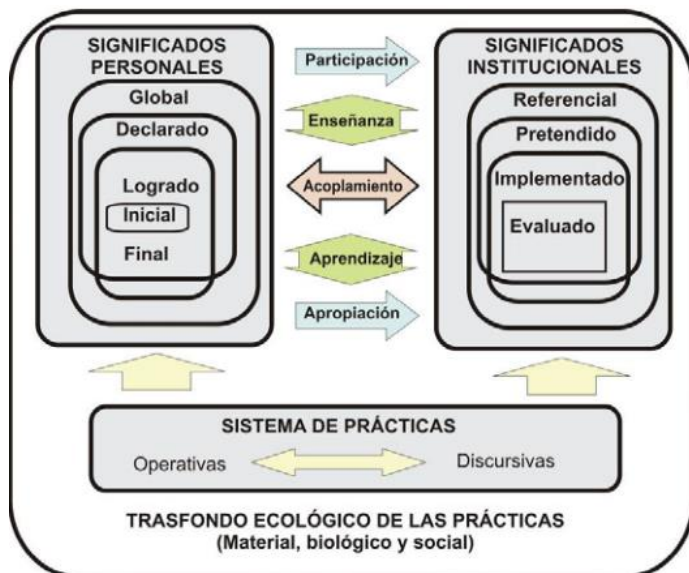 SIGNIFICADOS
PERSONALES
Global
Declarado
Logrado
Inicial
Final
Participación
Enseñanza
Acoplamiento
Aprendizaje
Apropiación
SIGNIFICADOS
INSTITUCIONALES
Referencial
Pretendido
Implementado
Evaluado
SISTEMA DE PRÁCTICAS
Operativas
Discursivas
TRASFONDO ECOLÓGICO DE LAS PRÁCTICAS
(Material, biológico y social)